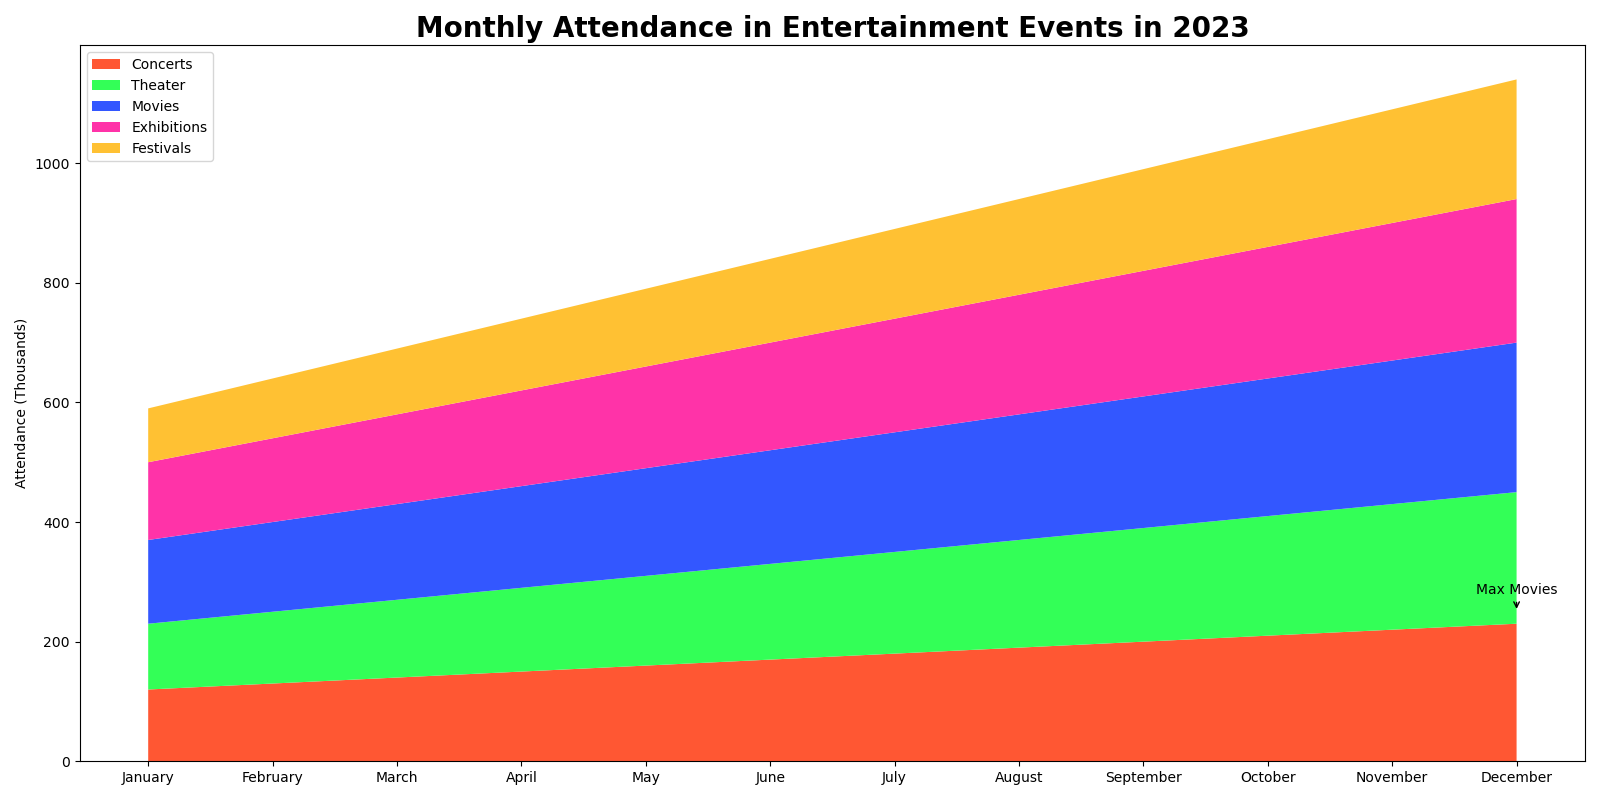 Monthly Attendance in Entertainment Events in 2023
Concerts
Theater
Movies
Exhibitions
Festivals
Attendance (Thousands)
1000
800
600
400
200
0
Max Movies
January February March April May June July August September October November December